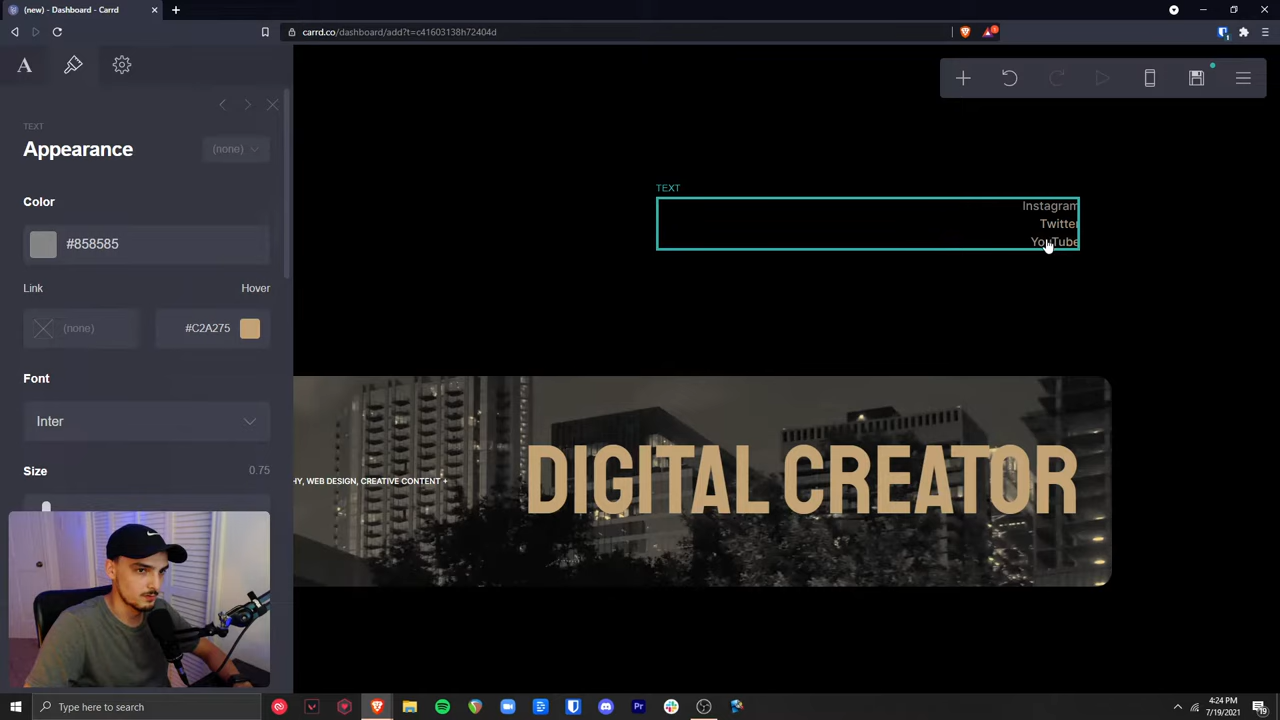 (new) - Dashboard - Carrd
carrd.co/dashboard/add?t=c41603138h72404d
TEXT
Appearance
(none)
Color
#858585
Link
Hover
(none)
#C2A275
Font
Inter
Size
0.75
TEXT
Instagram
Twitter
YouTube
HY, WEB DESIGN, CREATIVE CONTENT +
DIGITAL CREATOR
Type here to search
4:24 PM
7/19/2021